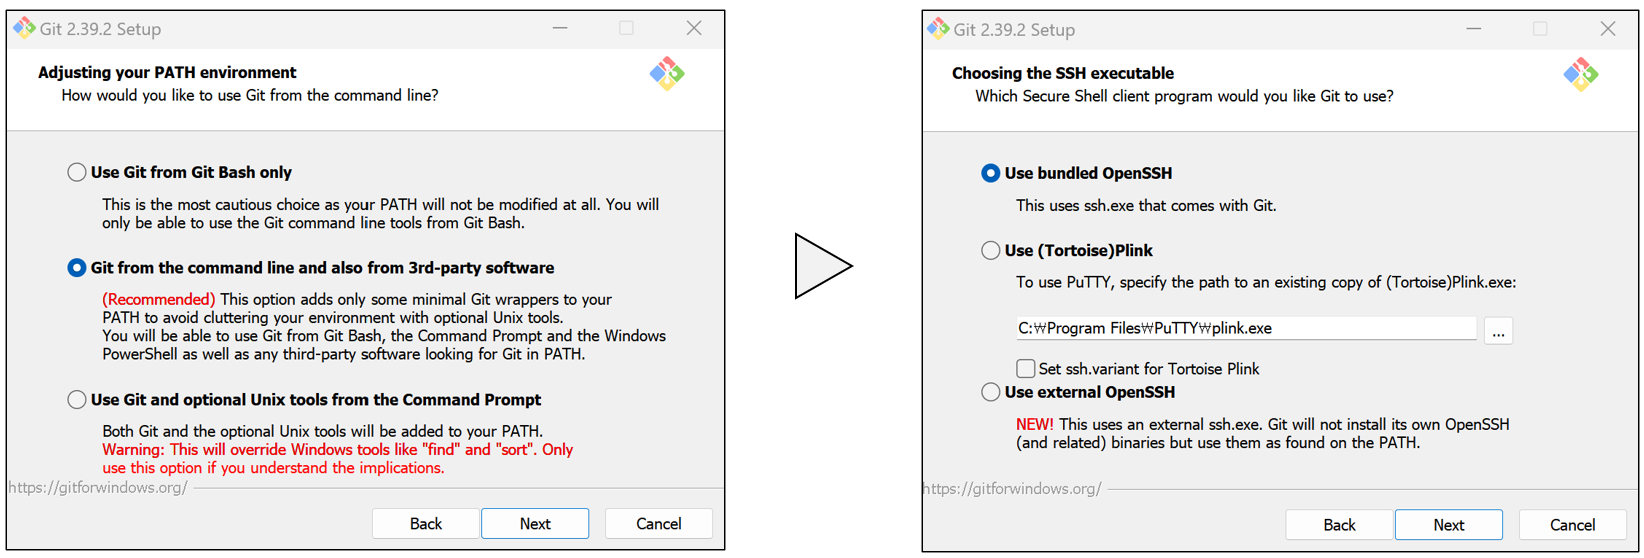 Git 2.39.2 Setup
Adjusting your PATH environment
How would you like to use Git from the command line?
Use Git from Git Bash only
This is the most cautious choice as your PATH will not be modified at all. You will
only be able to use the Git command line tools from Git Bash.
Git from the command line and also from 3rd-party software
(Recommended) This option adds only some minimal Git wrappers to your
PATH to avoid cluttering your environment with optional Unix tools.
You will be able to use Git from Git Bash, the Command Prompt and the Windows
PowerShell as well as any third-party software looking for Git in PATH.
Use Git and optional Unix tools from the Command Prompt
Both Git and the optional Unix tools will be added to your PATH.
Warning: This will override Windows tools like "find" and "sort". Only
use this option if you understand the implications.
https://gitforwindows.org/
Back
Next
Cancel
Git 2.39.2 Setup
Choosing the SSH executable
Which Secure Shell client program would you like Git to use?
Use bundled OpenSSH
This uses ssh.exe that comes with Git.
Use (Tortoise)Plink
To use PuTTY, specify the path to an existing copy of (Tortoise)Plink.exe:
C:₩Program Files₩PuTTY₩plink.exe
...
Set ssh.variant for Tortoise Plink
Use external OpenSSH
NEW! This uses an external ssh.exe. Git will not install its own OpenSSH
(and related) binaries but use them as found on the PATH.
https://gitforwindows.org/
Back
Next
Cancel